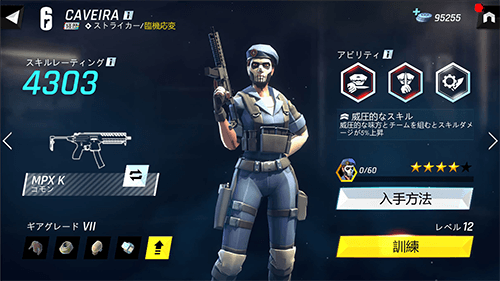 CAVEIRA
ストライカー/臨機応変
95255
スキルレーティング
4303
アビリティ
威圧的なスキル
威圧的な味方とチームを組むとスキルダメ
ージが5%上昇
MPX K
コモン
0/60
入手方法
ギアグレード VII
レベル 12
訓練